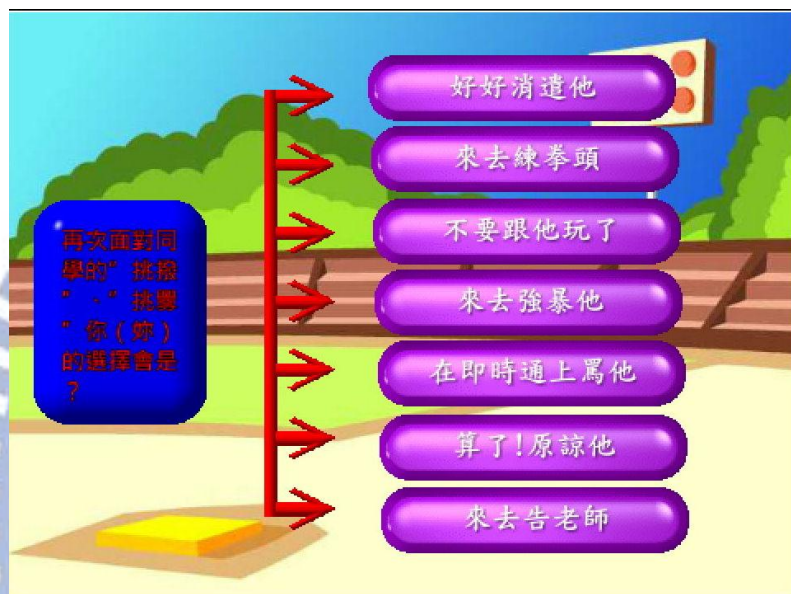 再次面對同
學的”挑撥
”、”挑釁
”你（妳）
的選擇會是
？
好好消遣他
來去練拳頭
不要跟他玩了
來去強暴他
在即時通上罵他
算了！原諒他
來去告老師